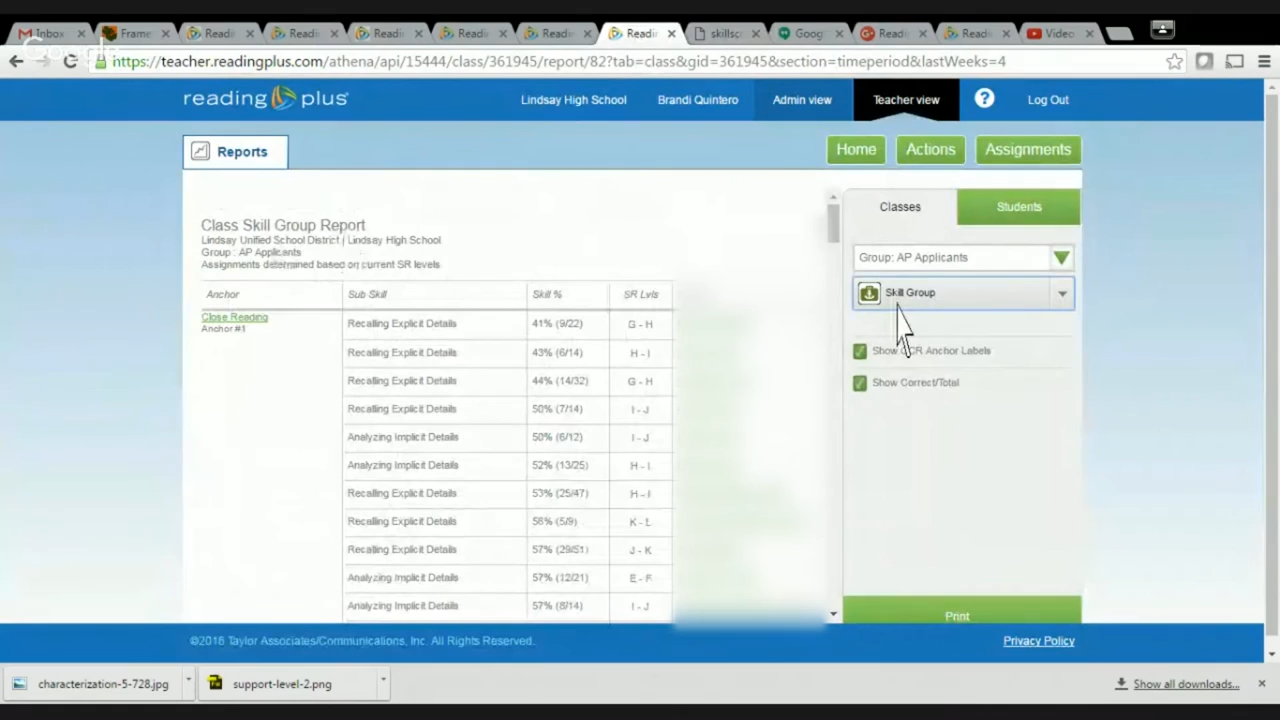 Inbox
Frame
Readi
Readin
Readin
Readin
Readin
Readin
skillsc
Goog
Readi
Readi
Video
https://teacher.readingplus.com/athena/api/15444/class/361945/report/82?tab=class&gid=361945&section=timeperiod&lastWeeks=4
reading plus
Lindsay High School
Brandi Quintero
Admin view
Teacher view
?
Log Out
Reports
Home
Actions
Assignments
Class Skill Group Report
Lindsay Unified School District | Lindsay High School
Group : AP Applicants
Assignments determined based on current SR levels
Anchor Sub Skill Skill % SR Lvls
Close Reading
Anchor #1
Recalling Explicit Details 41% (9/22) G - H
Recalling Explicit Details 43% (6/14) H - I
Recalling Explicit Details 44% (14/32) G - H
Recalling Explicit Details 50% (7/14) I - J
Analyzing Implicit Details 50% (6/12) I - J
Analyzing Implicit Details 52% (13/25) H - I
Recalling Explicit Details 53% (25/47) H - I
Recalling Explicit Details 56% (5/9) K - L
Recalling Explicit Details 57% (29/51) J - K
Analyzing Implicit Details 57% (12/21) E - F
Analyzing Implicit Details 57% (8/14) I - J
Classes
Students
Group: AP Applicants
Skill Group
Show CCR Anchor Labels
Show Correct/Total
Print
©2016 Taylor Associates/Communications, Inc. All Rights Reserved.
Privacy Policy
characterization-5-728.jpg
support-level-2.png
Show all downloads...